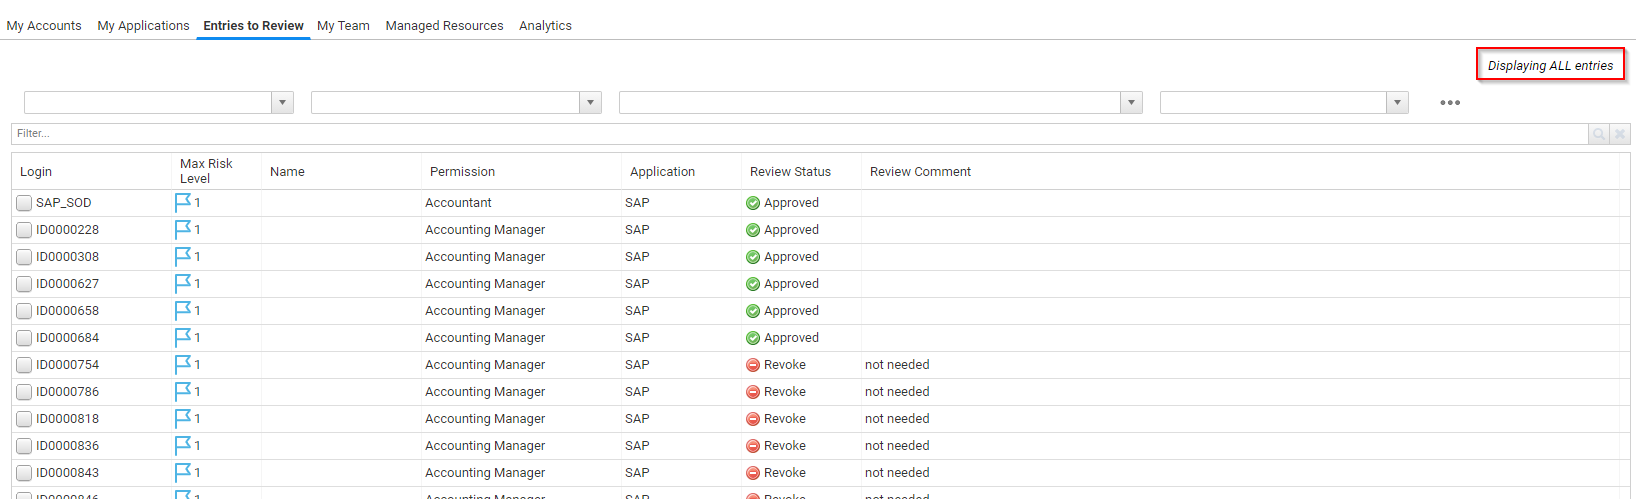 My Accounts My Applications Entries to Review My Team Managed Resources Analytics
Displaying ALL entries
Filter...
Login Max Risk Level Name Permission Application Review Status Review Comment
SAP_SOD 1 Accountant SAP Approved
ID0000228 1 Accounting Manager SAP Approved
ID0000308 1 Accounting Manager SAP Approved
ID0000627 1 Accounting Manager SAP Approved
ID0000658 1 Accounting Manager SAP Approved
ID0000684 1 Accounting Manager SAP Approved
ID0000754 1 Accounting Manager SAP Revoke not needed
ID0000786 1 Accounting Manager SAP Revoke not needed
ID0000818 1 Accounting Manager SAP Revoke not needed
ID0000836 1 Accounting Manager SAP Revoke not needed
ID0000843 1 Accounting Manager SAP Revoke not needed
ID0000846 1 Accounting Manager SAP Revoke not needed